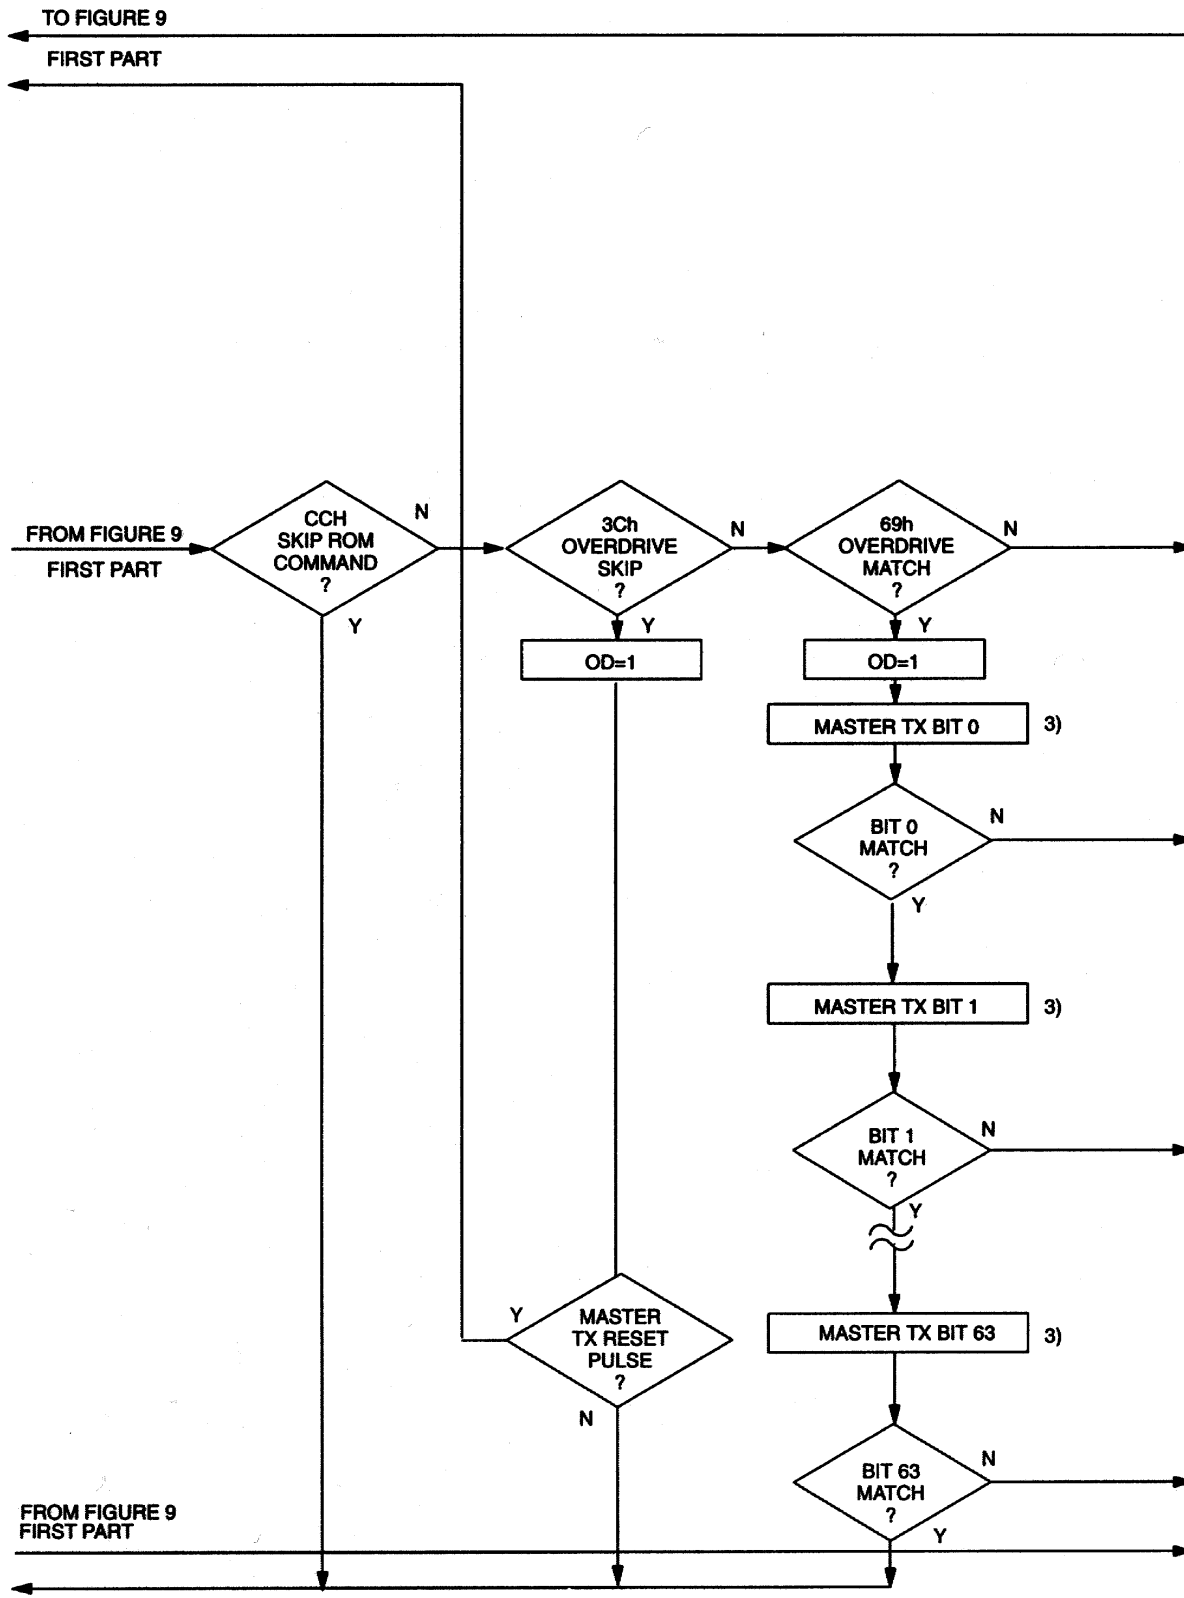 TO FIGURE 9
FIRST PART
FROM FIGURE 9
FIRST PART
CCH
SKIP ROM
COMMAND
?
N
Y
3Ch
OVERDRIVE
SKIP
?
N
Y
OD=1
69h
OVERDRIVE
MATCH
?
N
Y
OD=1
MASTER TX BIT 0
3)
BIT 0
MATCH
?
N
Y
MASTER TX BIT 1
3)
BIT 1
MATCH
?
N
Y
MASTER
TX RESET
PULSE
?
Y
N
MASTER TX BIT 63
3)
BIT 63
MATCH
?
N
Y
FROM FIGURE 9
FIRST PART